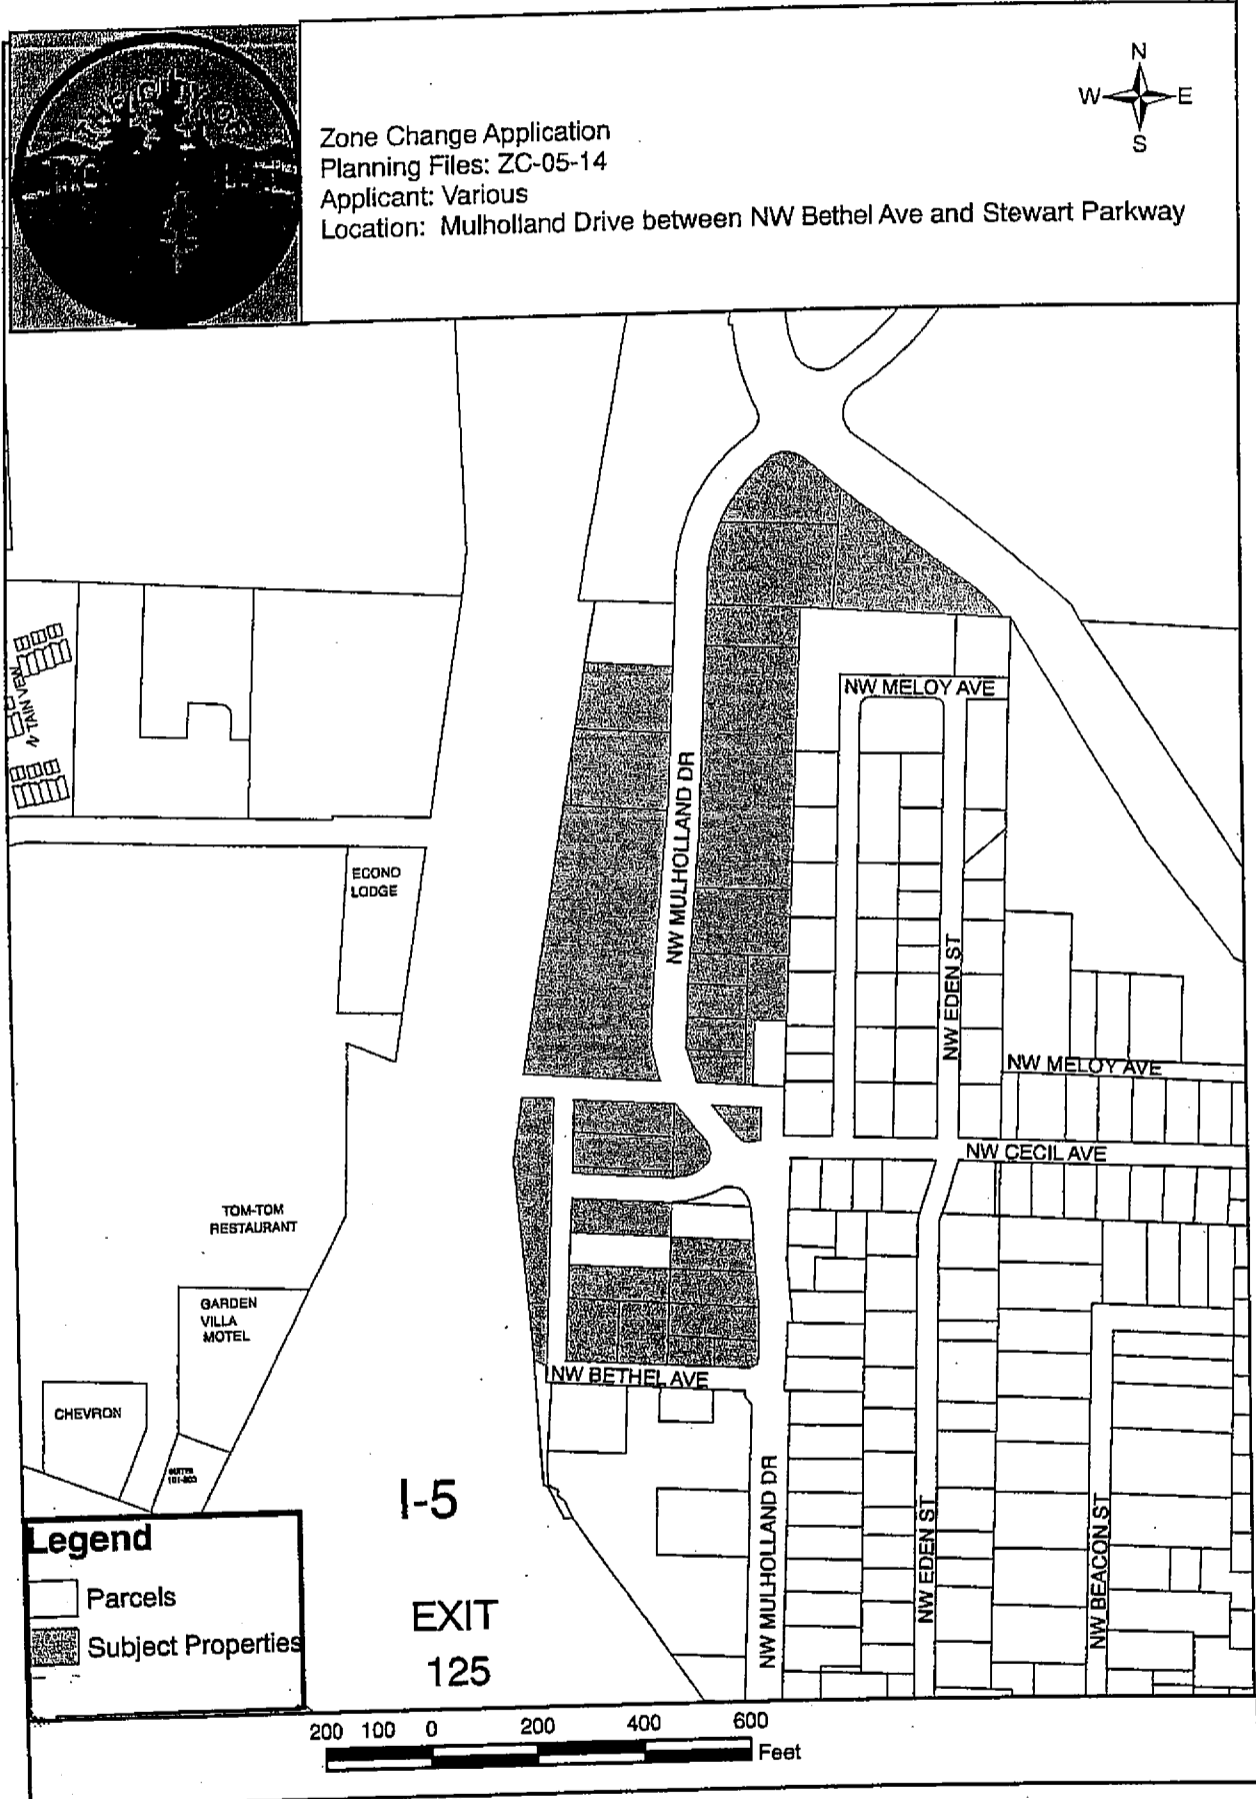 N
W E
S
Zone Change Application
Planning Files: ZC-05-14
Applicant: Various
Location: Mulholland Drive between NW Bethel Ave and Stewart Parkway
NW MELOY AVE
NW MULHOLLAND DR
TAIN VEW
ECONO
LODGE
NW EDEN ST
NW MELOY AVE
NW CECIL AVE
TOM-TOM
RESTAURANT
GARDEN
VILLA
MOTEL
NW BETHEL AVE
CHEVRON
I-5
NW MULHOLLAND DR
NW EDEN ST
NW BEACON ST
Legend
Parcels
Subject Properties
EXIT
125
200 100 0 200 400 600
Feet